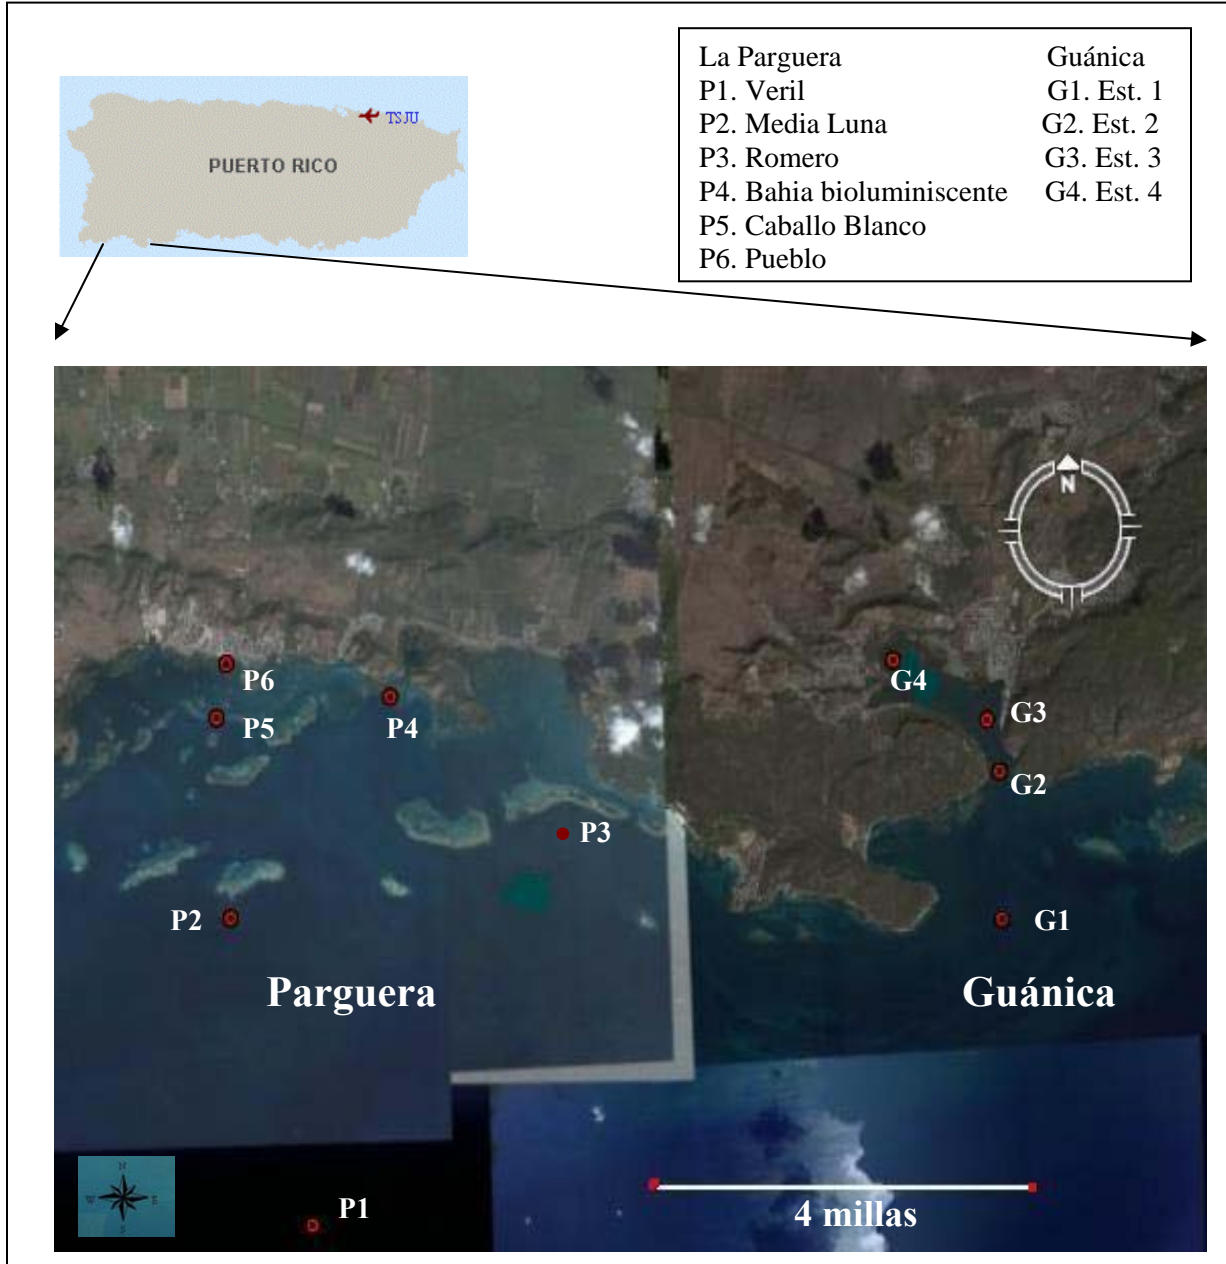 La Parguera Guánica
P1. Veril G1. Est. 1
P2. Media Luna G2. Est. 2
P3. Romero G3. Est. 3
P4. Bahia bioluminiscente G4. Est. 4
P5. Caballo Blanco
P6. Pueblo
TSJU
PUERTO RICO
N
P6
P5
P4
G4
G3
G2
P3
P2
G1
Parguera
Guánica
N
W E
S
P1
4 millas